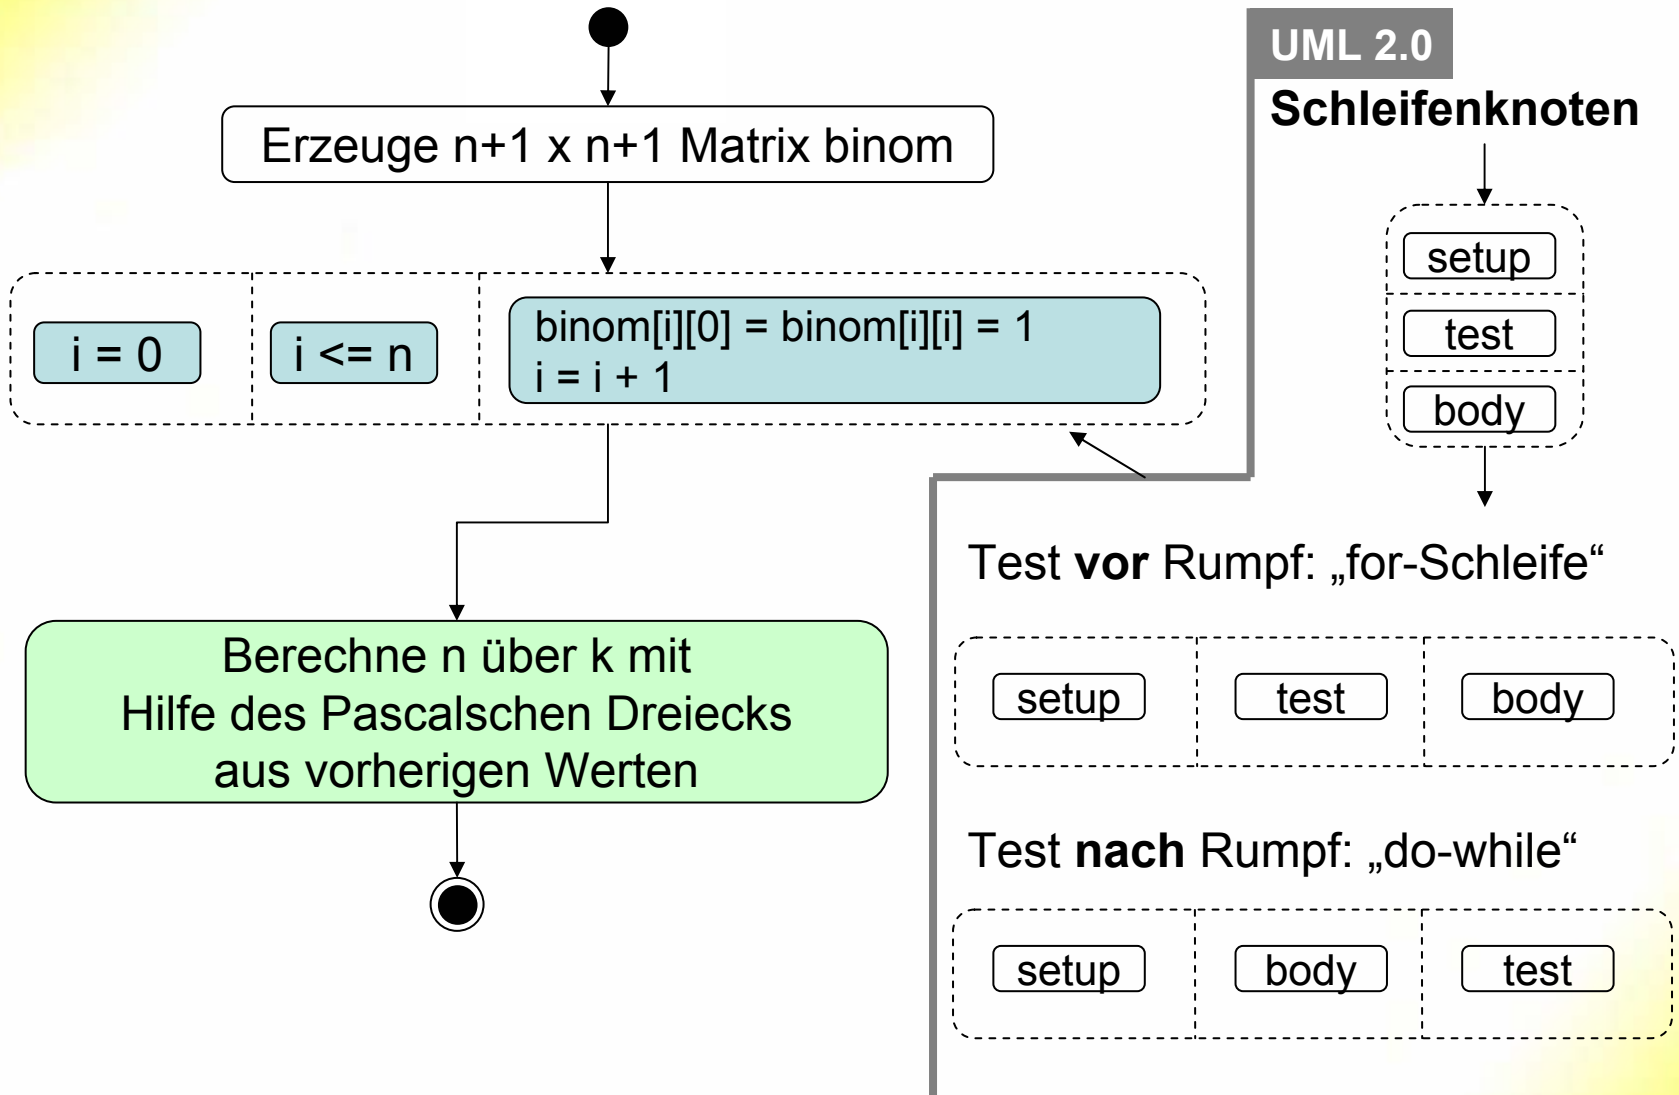 Erzeuge n+1 x n+1 Matrix binom
i = 0
i <= n
binom[i][0] = binom[i][i] = 1
i = i + 1
Berechne n über k mit
Hilfe des Pascalschen Dreiecks
aus vorherigen Werten
UML 2.0
Schleifenknoten
setup
test
body
Test vor Rumpf: „for-Schleife“
setup
test
body
Test nach Rumpf: „do-while“
setup
body
test